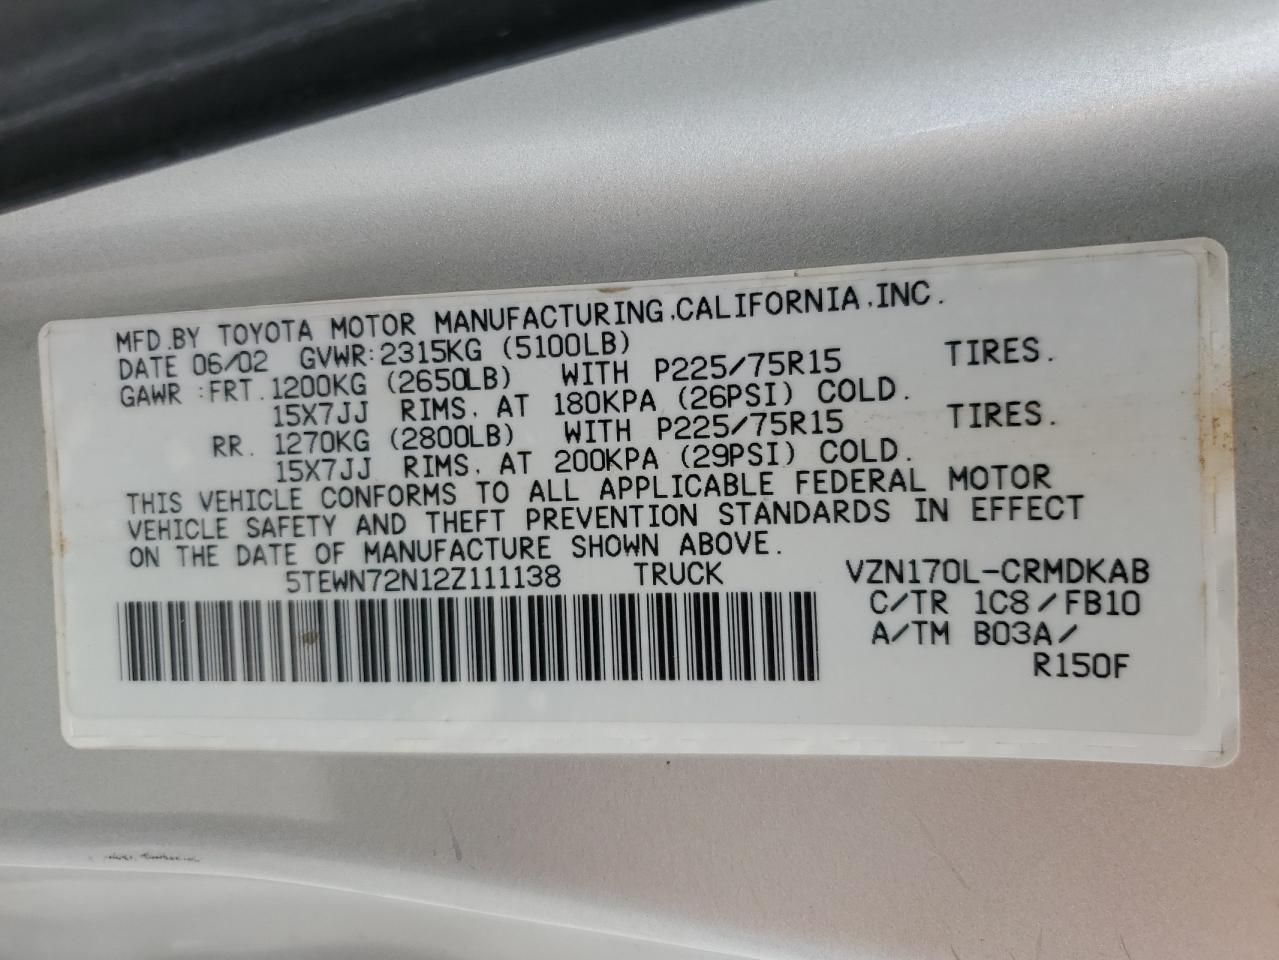 MFD.BY TOYOTA MOTOR MANUFACTURING,CALIFORNIA,INC.
DATE 06/02 GVWR:2315KG (5100LB)
GAWR :FRT. 1200KG (2650LB) WITH P225/75R15 TIRES.
15X7JJ RIMS, AT 180KPA (26PSI) COLD.
RR. 1270KG (2800LB) WITH P225/75R15 TIRES.
15X7JJ RIMS, AT 200KPA (29PSI) COLD.
THIS VEHICLE CONFORMS TO ALL APPLICABLE FEDERAL MOTOR
VEHICLE SAFETY AND THEFT PREVENTION STANDARDS IN EFFECT
ON THE DATE OF MANUFACTURE SHOWN ABOVE.
5TEWN72N12Z111138 TRUCK VZN170L-CRMDKAB
C/TR 1C8/FB10
A/TM B03A/
R150F